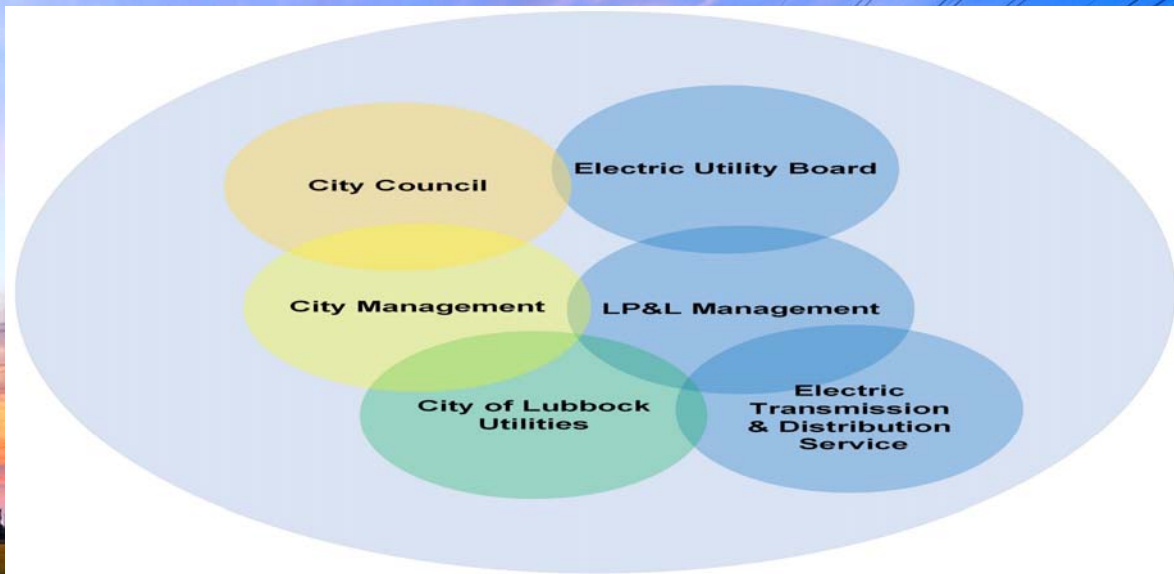 City Council
Electric Utility Board
City Management
LP&L Management
City of Lubbock
Utilities
Electric
Transmission
& Distribution
Service